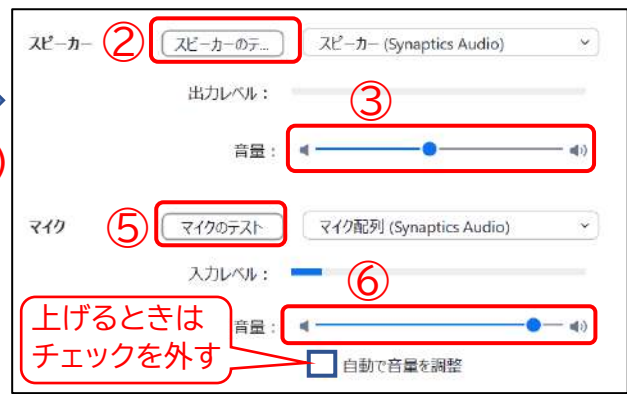 スピーカー ② スピーカーのテ... スピーカー (Synaptics Audio)
出力レベル：
③
音量：
マイク ⑤ マイクのテスト マイク配列 (Synaptics Audio)
入力レベル：
⑥
上げるときは
チェックを外す
音量：
自動で音量を調整